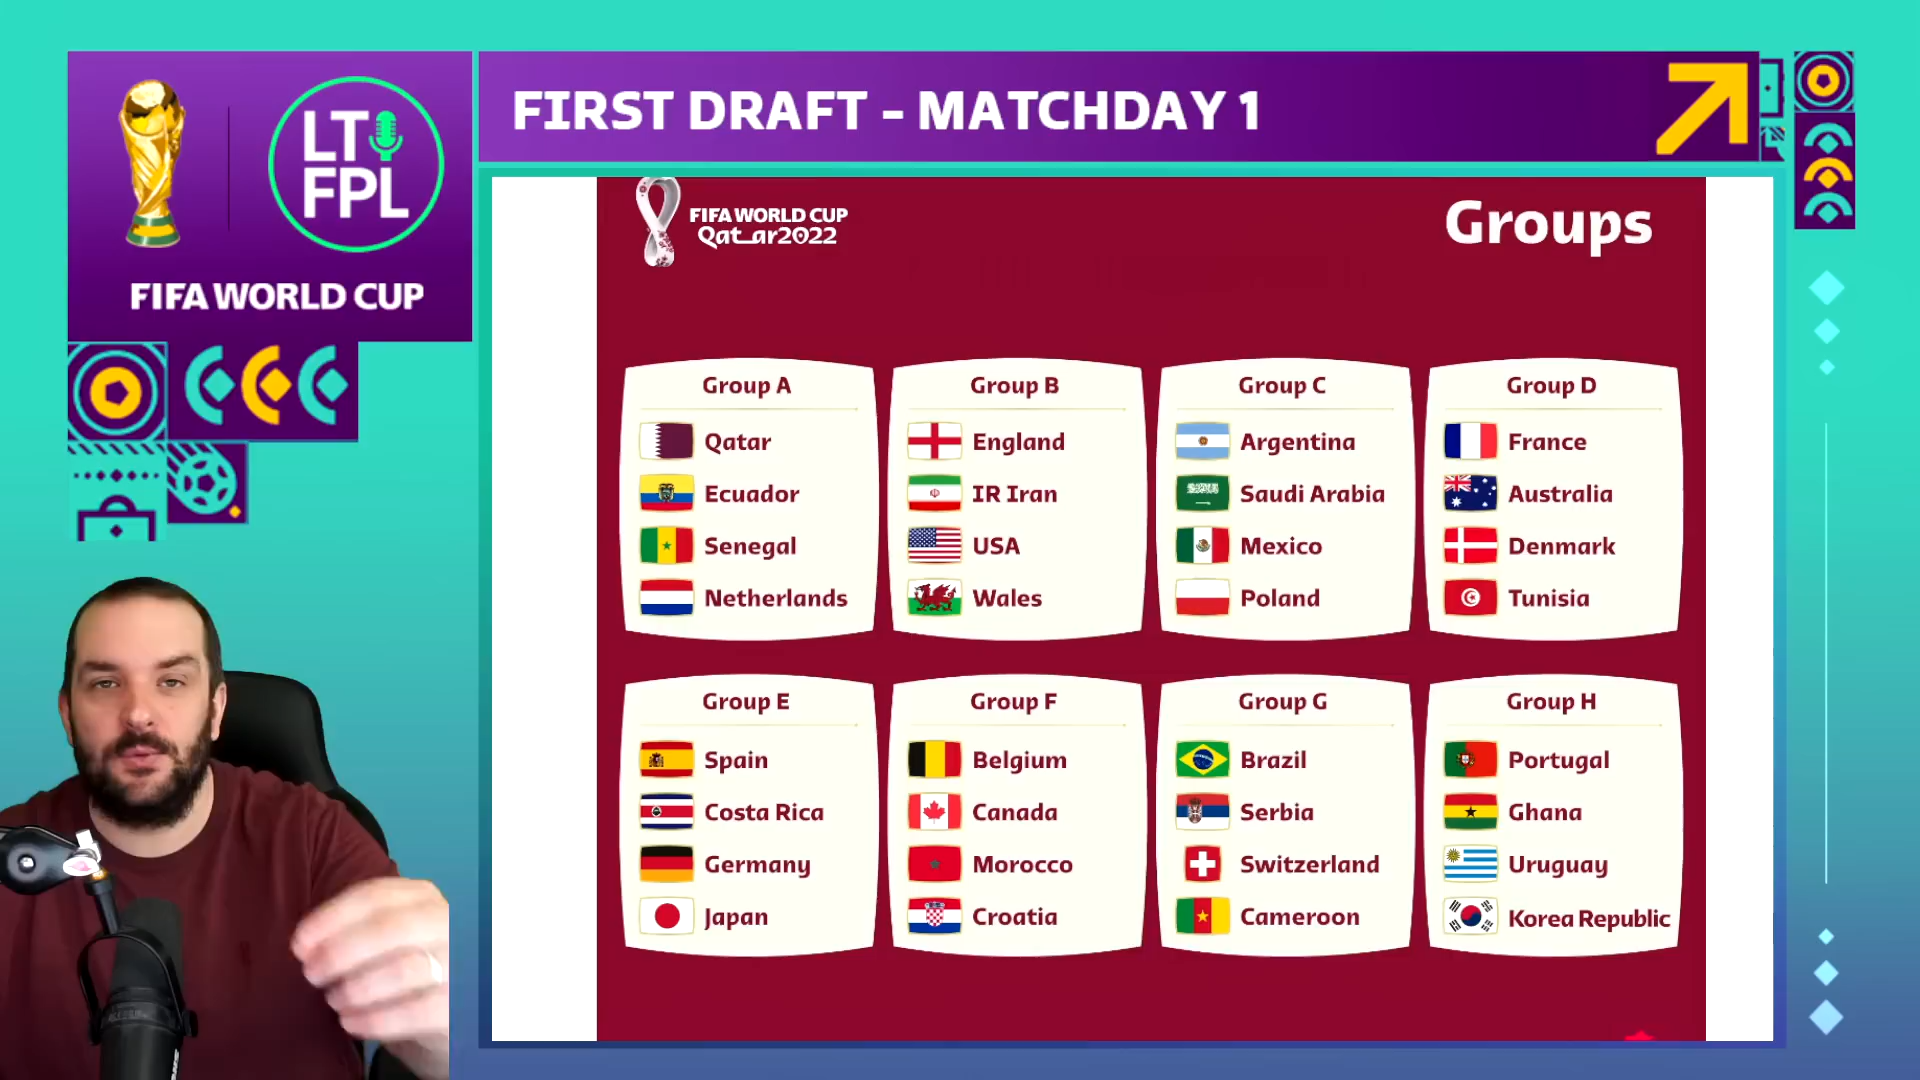 LT
FPL
FIFA WORLD CUP
FIRST DRAFT - MATCHDAY 1
FIFA WORLD CUP
Qatar2022
Groups
Group A
Qatar
Ecuador
Senegal
Netherlands
Group B
England
IR Iran
USA
Wales
Group C
Argentina
Saudi Arabia
Mexico
Poland
Group D
France
Australia
Denmark
Tunisia
Group E
Spain
Costa Rica
Germany
Japan
Group F
Belgium
Canada
Morocco
Croatia
Group G
Brazil
Serbia
Switzerland
Cameroon
Group H
Portugal
Ghana
Uruguay
Korea Republic